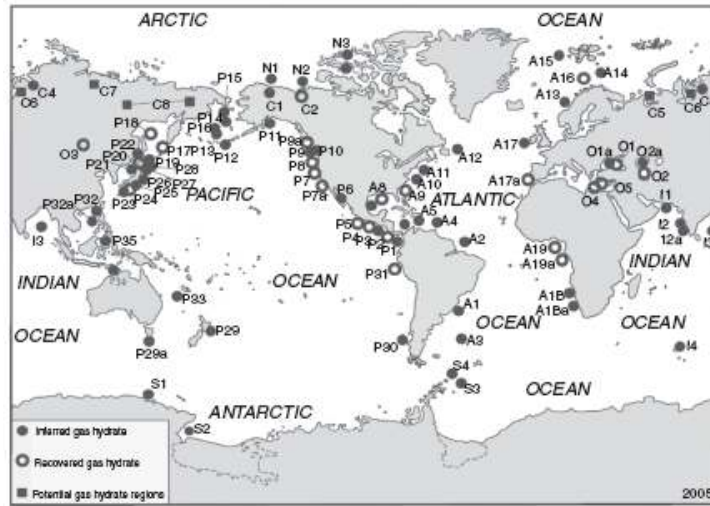 ARCTIC
OCEAN
N3
N1
N2
A15
A14
A16
C4
C7
P15
C6
C8
C1
C2
A13
C5
C6
P14
P16
P18
P11
P9a
O3
P22
P17
P13
P12
P9
P10
A12
A17
O1
O1a
O2a
P20
P21
P19
P8
A11
P28
P7
A10
A17a
O2
P26
P27
PACIFIC
P6
A8
ATLANTIC
O5
P32
P24
P25
P7a
A9
O4
I1
P32a
P23
P5
A5
A4
I2
I3
P4
P3
P2
12a
P35
P1
A2
A19
INDIAN
OCEAN
P31
A19a
INDIAN
P33
A1B
OCEAN
P29
A1
OCEAN
A1Ba
OCEAN
P29a
P30
A3
I4
S1
S4
S3
OCEAN
ANTARCTIC
S2
Inferred gas hydrate
Recovered gas hydrate
Potential gas hydrate regions
2005